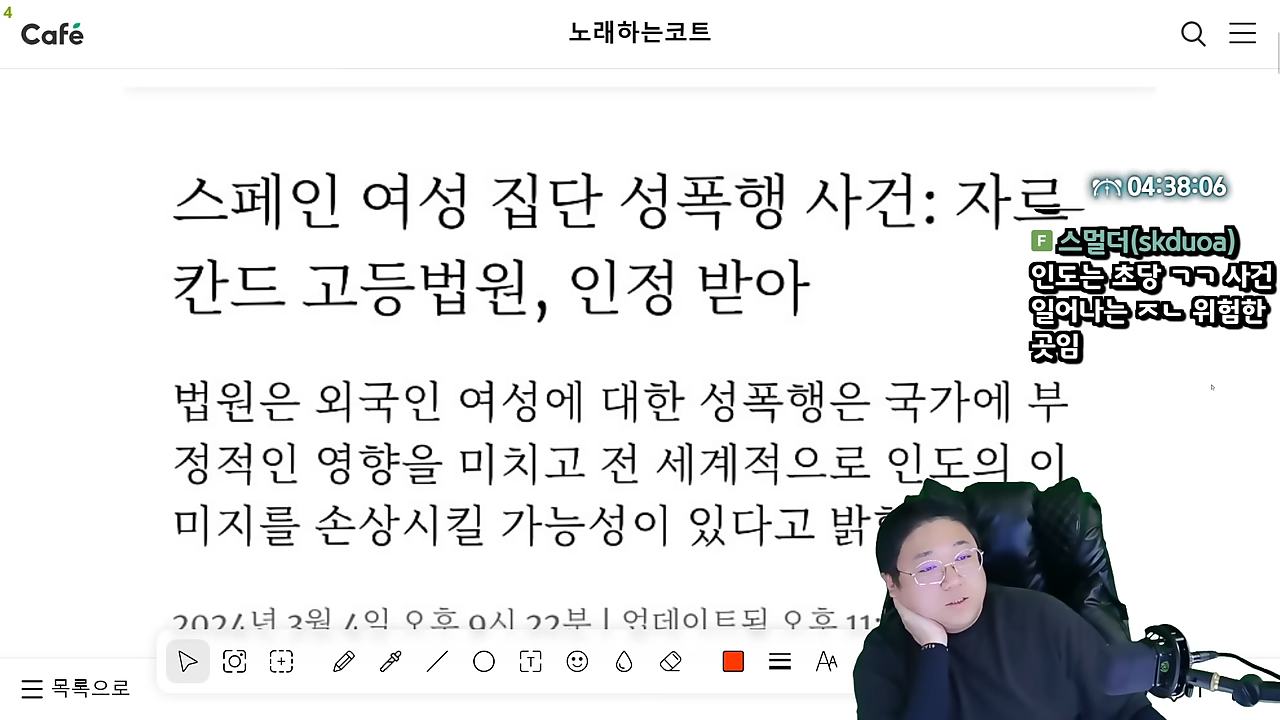 4
Café
노래하는코트
스페인 여성 집단 성폭행 사건: 자르
칸드 고등법원, 인정 받아
04:38:06
F 스멀더(skduoa)
인도는 초당 ㄱㄱ 사건
일어나는 ㅈㄴ 위험한
곳임
법원은 외국인 여성에 대한 성폭행은 국가에 부
정적인 영향을 미치고 전 세계적으로 인도의 이
미지를 손상시킬 가능성이 있다고
2024년 3월 4일 오후 9시 22분 | 업데이트됨 오후 11:
T
AA
목록으로